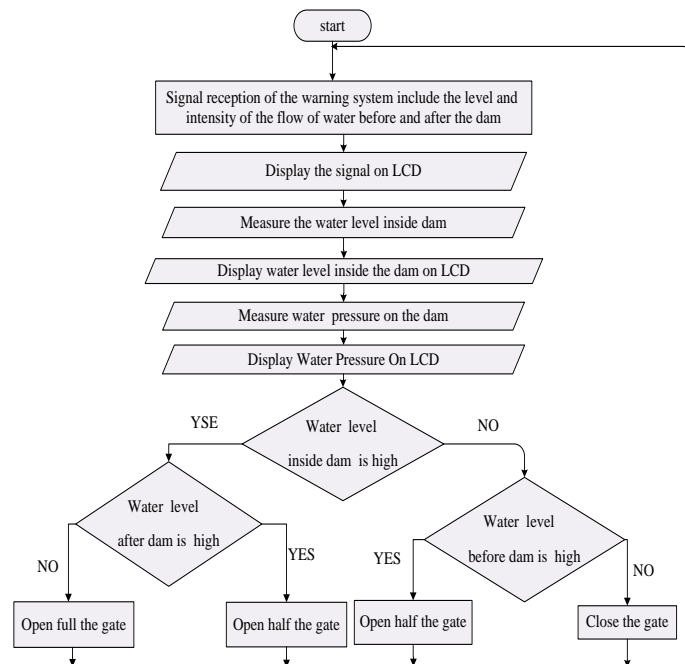 start
Signal reception of the warning system include the level and
intensity of the flow of water before and after the dam
Display the signal on LCD
Measure the water level inside dam
Display water level inside the dam on LCD
Measure water pressure on the dam
Display Water Pressure On LCD
YSE
Water level
inside dam is high
NO
Water level
after dam is high
Water level
before dam is high
NO
YES
YES
NO
Open full the gate
Open half the gate
Open half the gate
Close the gate